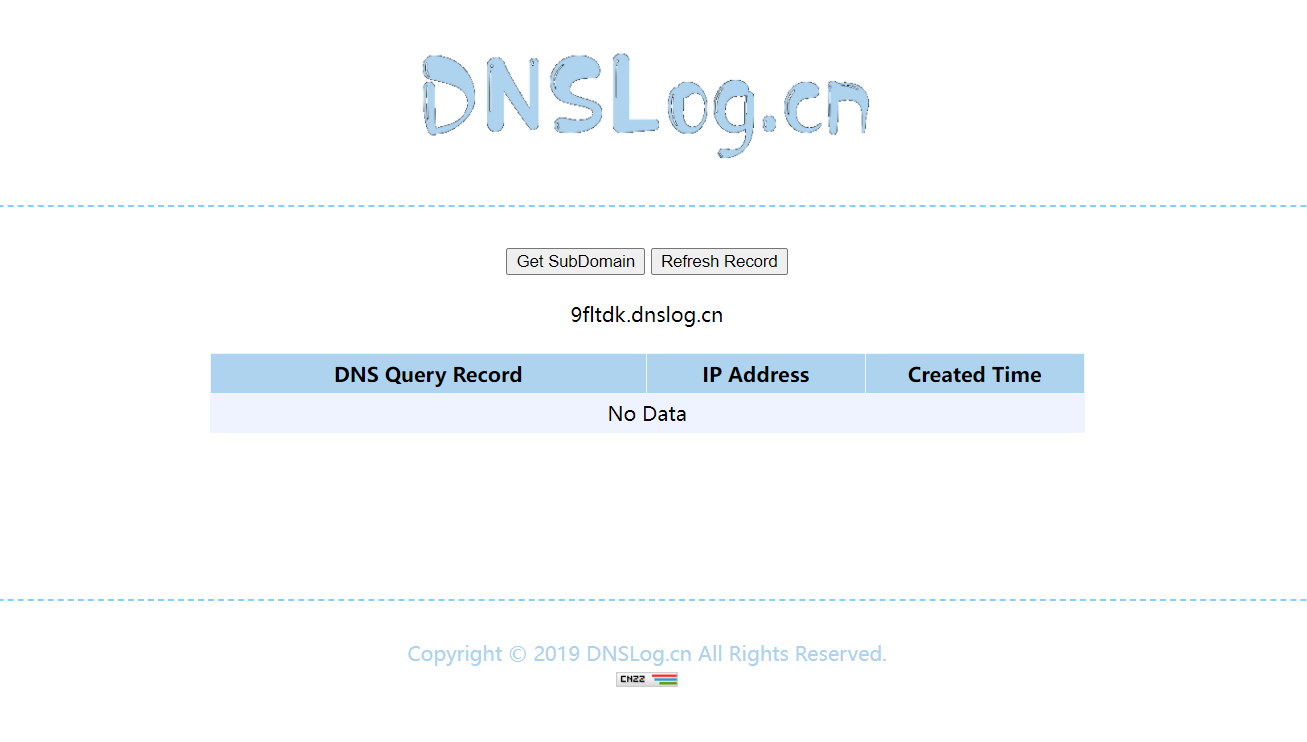 DNSLog.cn
Get SubDomain Refresh Record
9fltdk.dnslog.cn
DNS Query Record IP Address Created Time
No Data
Copyright © 2019 DNSLog.cn All Rights Reserved.
CNZZ